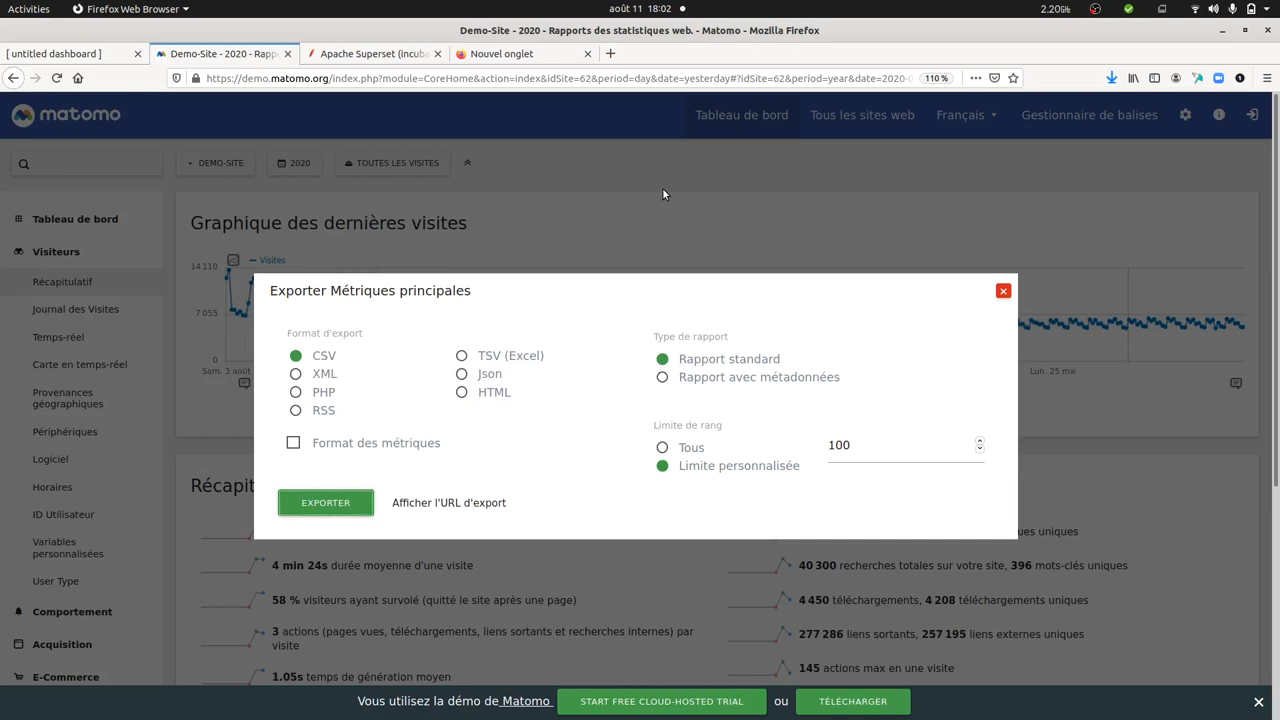 Activities
Firefox Web Browser
août 11 18:02
2.20GiB
Demo-Site - 2020 - Rapports des statistiques web. - Matomo - Mozilla Firefox
[ untitled dashboard ]
Demo-Site - 2020 - Rappo
Apache Superset (incuba
Nouvel onglet
https://demo.matomo.org/index.php?module=CoreHome&action=index&idSite=62&period=day&date=yesterday#?idSite=62&period=year&date=2020-0
110 %
matomo
Tableau de bord
Tous les sites web
Français
Gestionnaire de balises
DEMO-SITE
2020
TOUTES LES VISITES
Tableau de bord
Visiteurs
Récapitulatif
Journal des Visites
Temps-réel
Carte en temps-réel
Provenances
géographiques
Périphériques
Logiciel
Horaires
ID Utilisateur
Variables
personnalisées
User Type
Comportement
Acquisition
E-Commerce
Graphique des dernières visites
Visites
14 110
7 055
0
Sam. 3 août
Lun. 25 ma
Exporter Métriques principales
Format d'export
CSV
TSV (Excel)
XML
Json
PHP
HTML
RSS
Format des métriques
Type de rapport
Rapport standard
Rapport avec métadonnées
Limite de rang
Tous
Limite personnalisée
100
EXPORTER
Afficher l'URL d'export
Récapit
ues uniques
4 min 24s durée moyenne d'une visite
58 % visiteurs ayant survolé (quitté le site après une page)
3 actions (pages vues, téléchargements, liens sortants et recherches internes) par
visite
1.05s temps de génération moyen
40 300 recherches totales sur votre site, 396 mots-clés uniques
4 450 téléchargements, 4 208 téléchargements uniques
277 286 liens sortants, 257 195 liens externes uniques
145 actions max en une visite
Vous utilisez la démo de Matomo
START FREE CLOUD-HOSTED TRIAL
ou
TÉLÉCHARGER